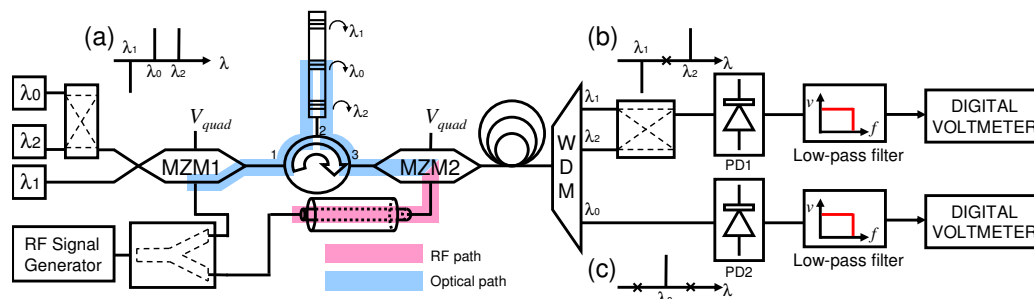 (a)
λ1
λ0
λ2
λ
λ1
λ0
λ2
(b)
λ1
λ2
λ
λ0
λ2
λ1
Vquad
MZM1
1
2
3
Vquad
MZM2
WDM
λ1
λ2
λ0
PD1
v
f
Low-pass filter
DIGITAL
VOLTMETER
RF Signal
Generator
RF path
Optical path
(c)
λ
PD2
v
f
Low-pass filter
DIGITAL
VOLTMETER